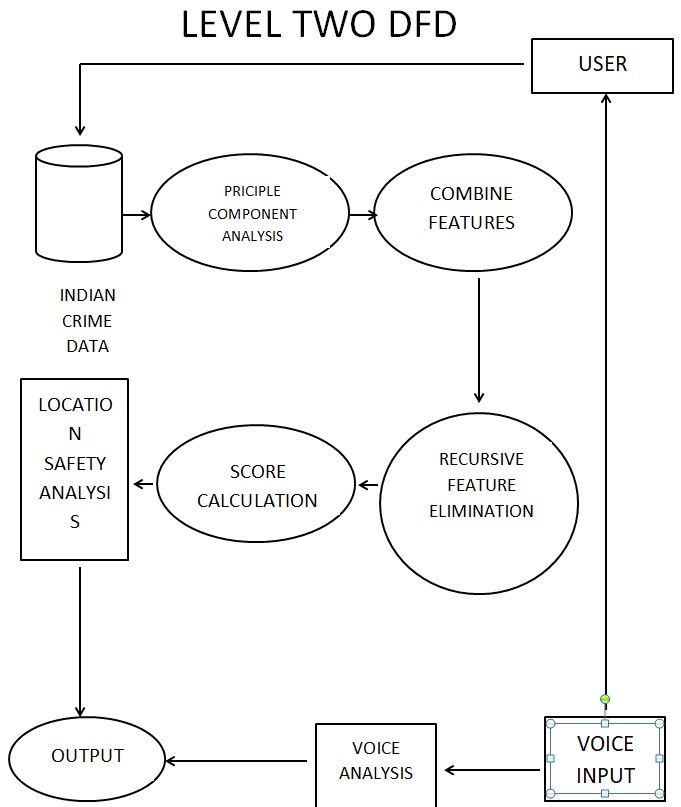 LEVEL TWO DFD
USER
PRICIPLE
COMPONENT
ANALYSIS
COMBINE
FEATURES
INDIAN
CRIME
DATA
LOCATIO
N
SAFETY
ANALYSI
S
SCORE
CALCULATION
RECURSIVE
FEATURE
ELIMINATION
OUTPUT
VOICE
ANALYSIS
VOICE
INPUT